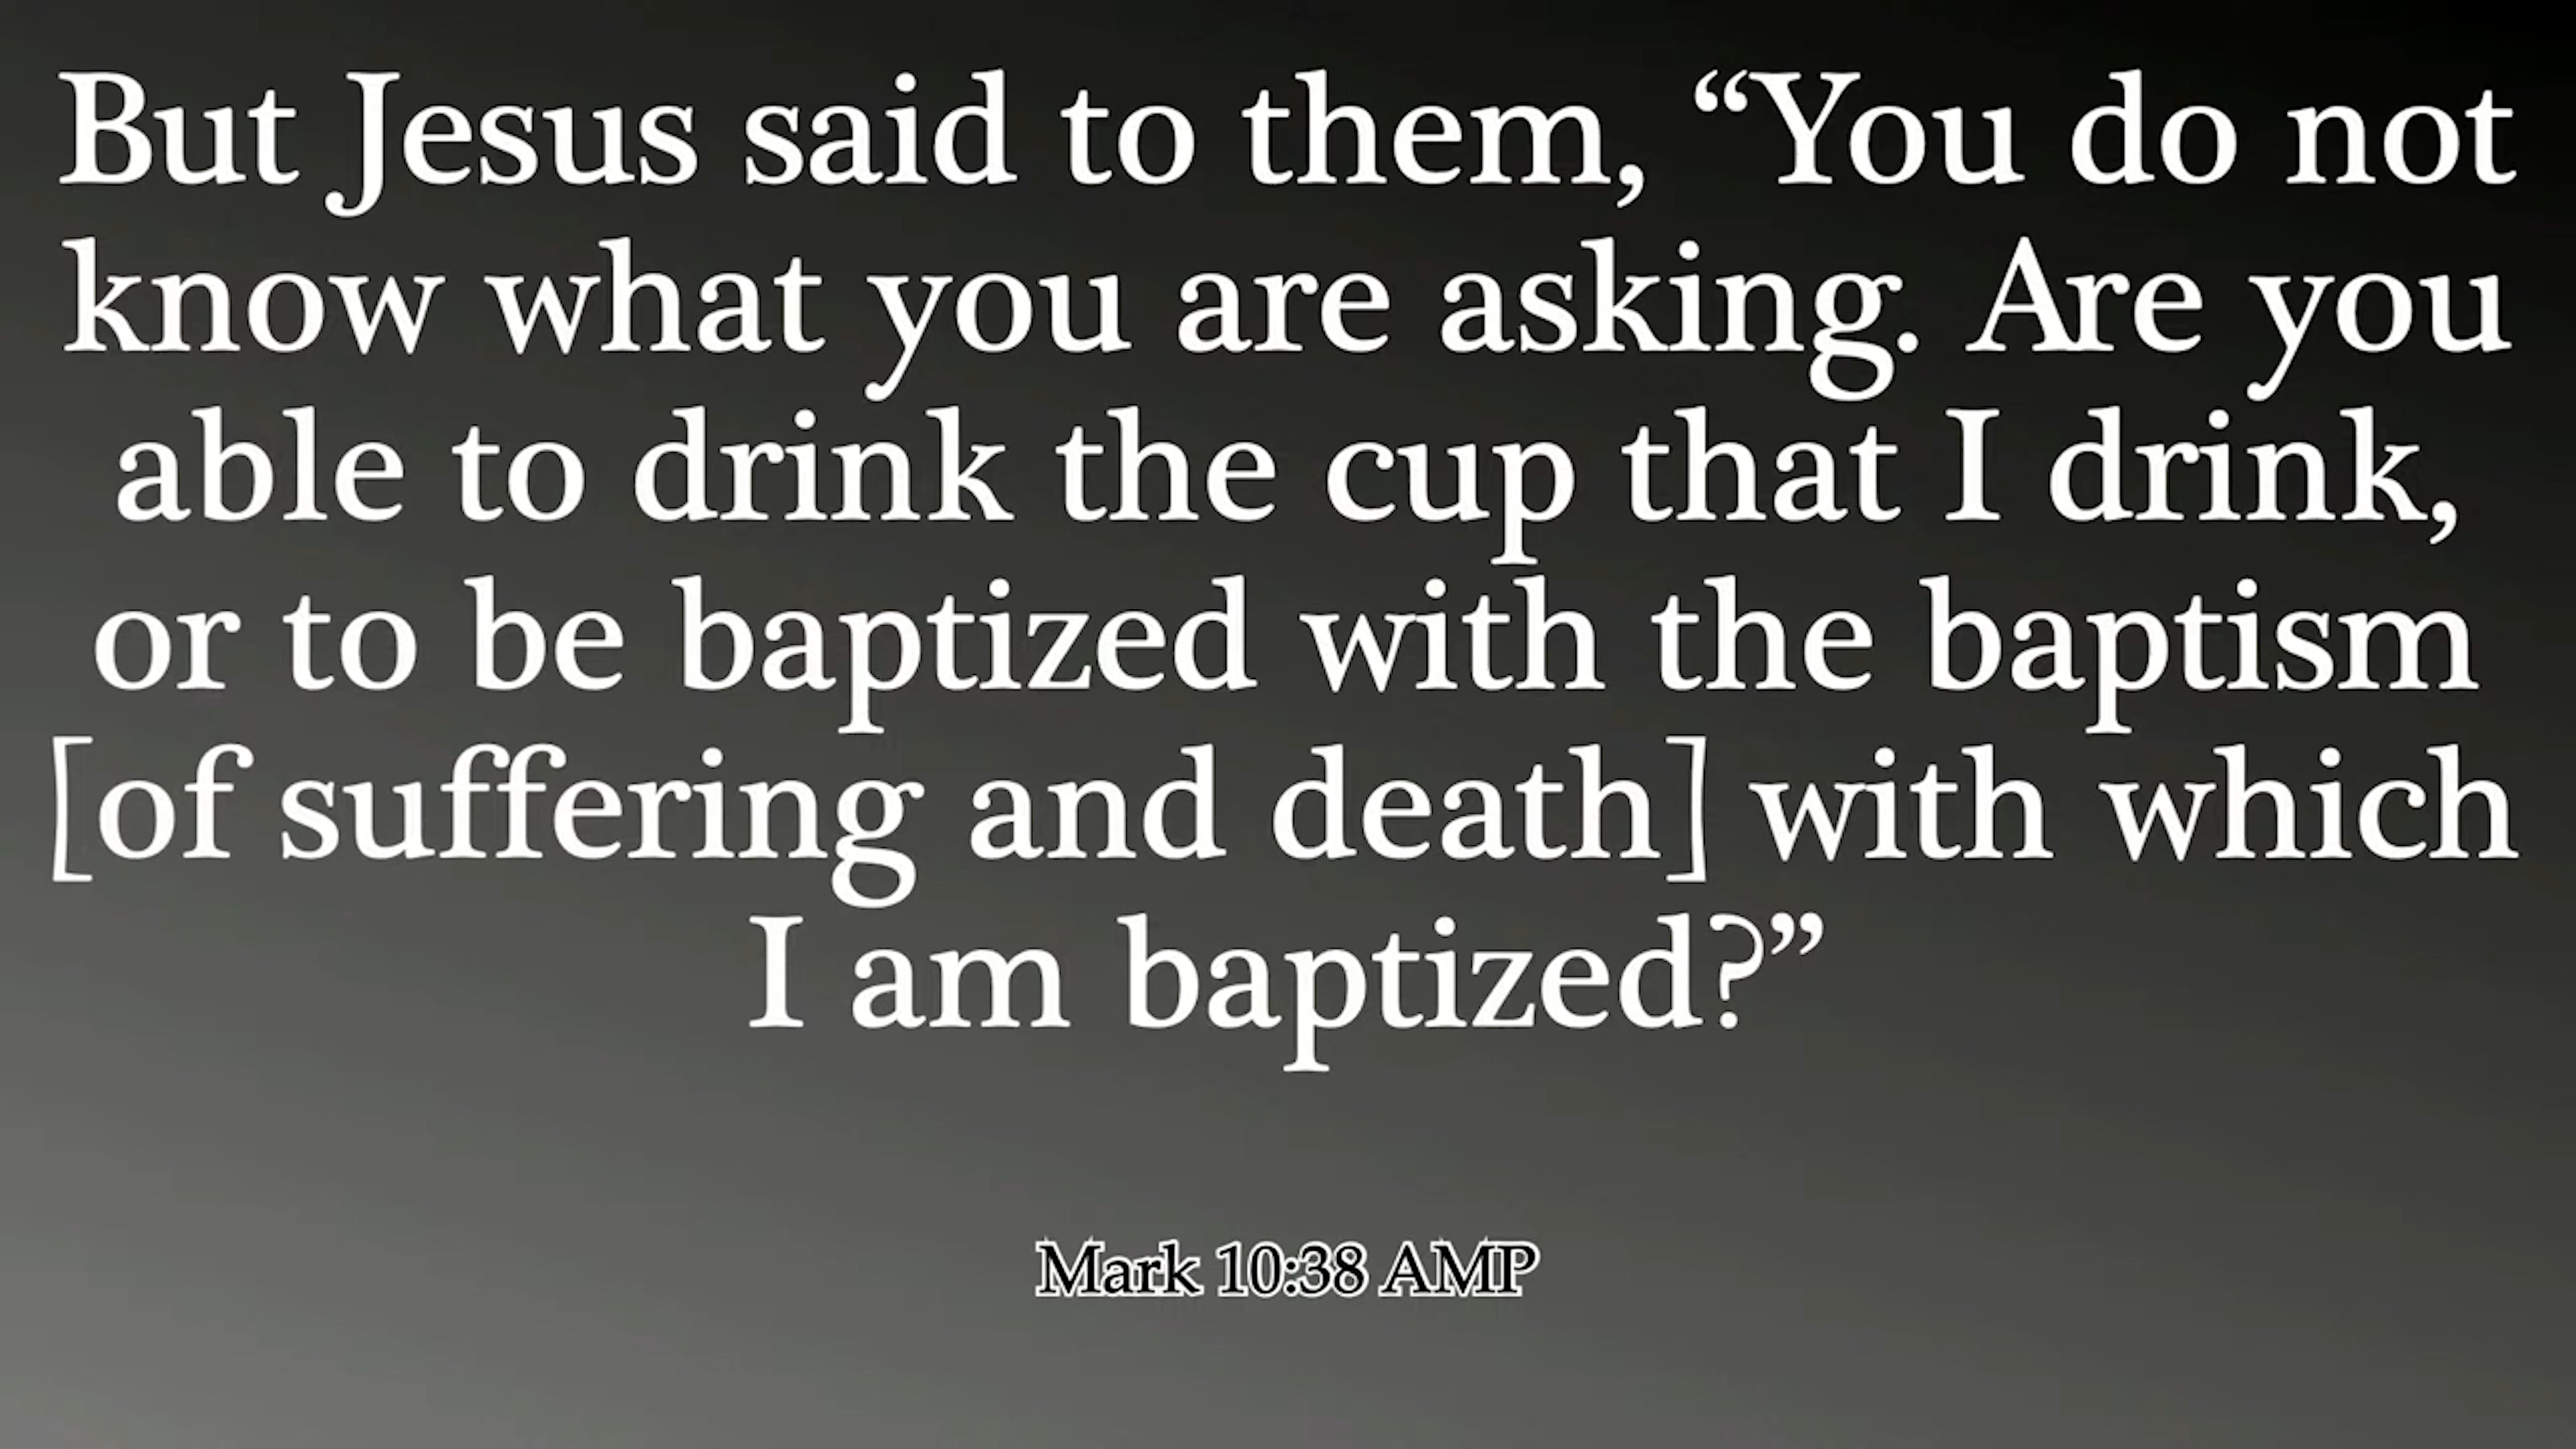 But Jesus said to them, “You do not
know what you are asking. Are you
able to drink the cup that I drink,
or to be baptized with the baptism
[of suffering and death] with which
I am baptized?”
Mark 10:38 AMP